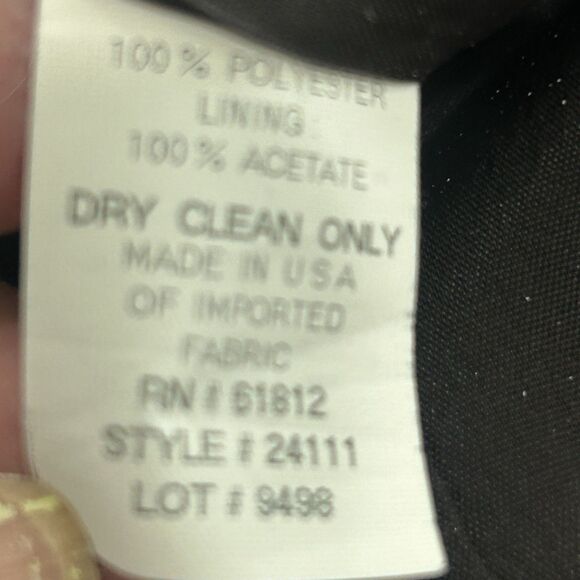 100% POLYESTER
LINING
100% ACETATE
DRY CLEAN ONLY
MADE IN USA
OF IMPORTED
FABRIC
RN # 61812
STYLE # 24111
LOT # 9498